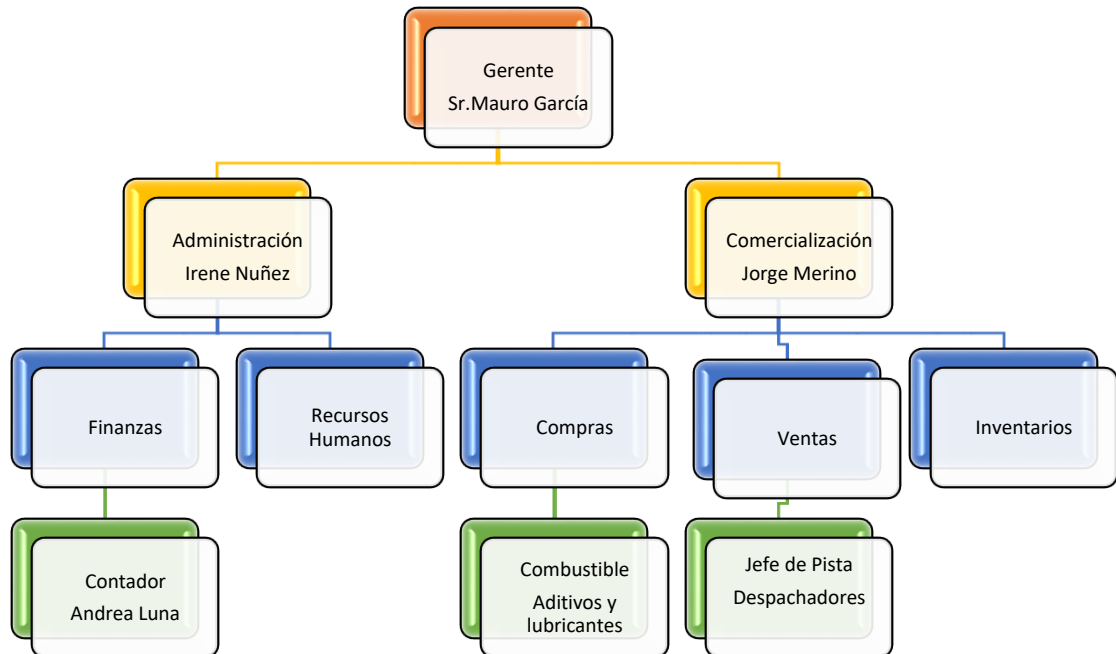 Gerente
Sr.Mauro García
Administración
Irene Nuñez
Comercialización
Jorge Merino
Finanzas
Recursos
Humanos
Compras
Ventas
Inventarios
Contador
Andrea Luna
Combustible
Aditivos y
lubricantes
Jefe de Pista
Despachadores